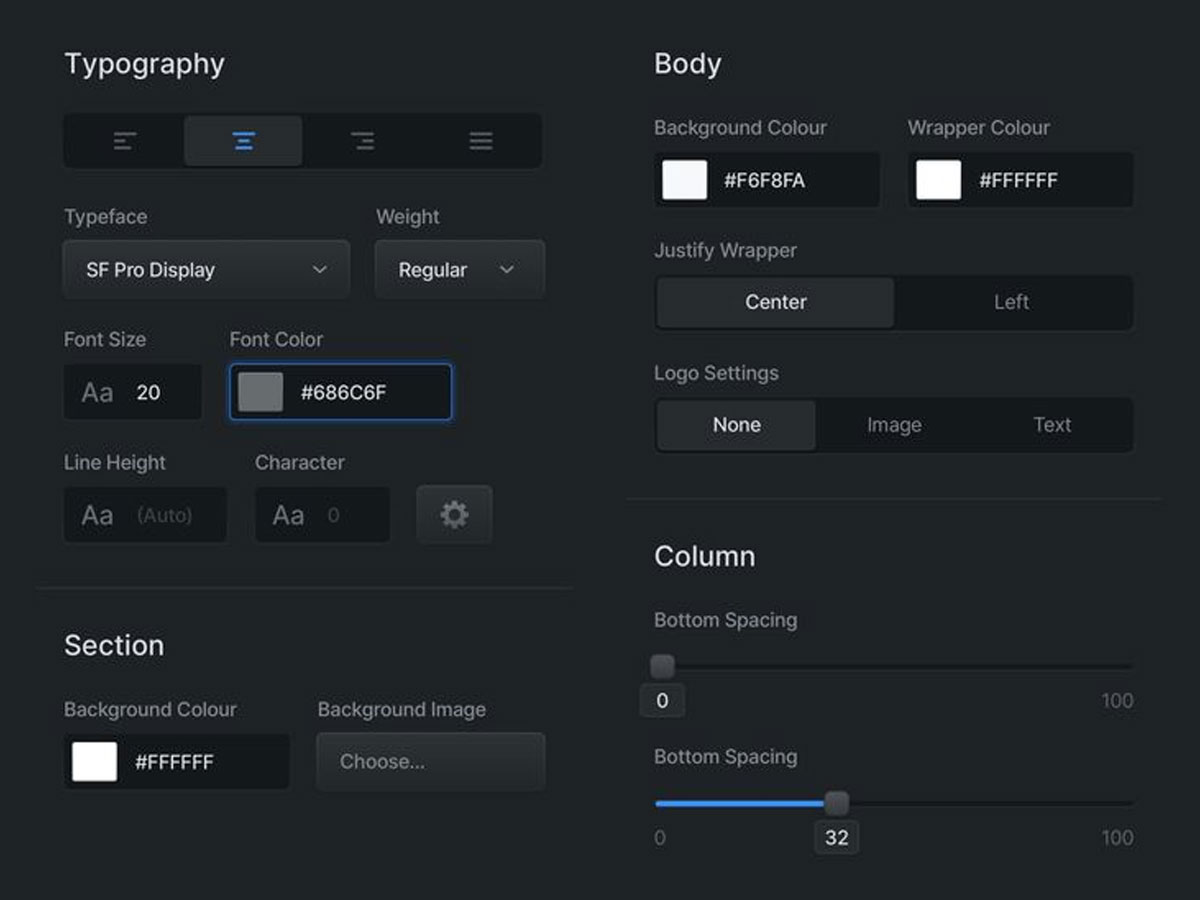 Typography
Typeface Weight
SF Pro Display Regular
Font Size Font Color
Aa 20 #686C6F
Line Height Character
Aa (Auto) Aa 0
Section
Background Colour Background Image
#FFFFFF Choose...
Body
Background Colour Wrapper Colour
#F6F8FA #FFFFFF
Justify Wrapper
Center Left
Logo Settings
None Image Text
Column
Bottom Spacing
0 100
Bottom Spacing
0 32 100